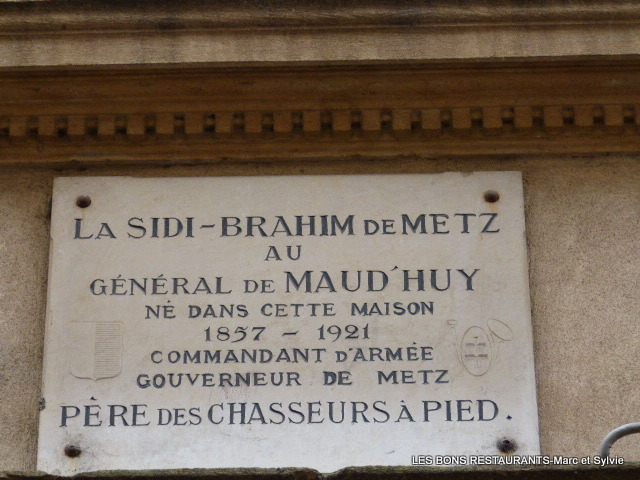 LA SIDI-BRAHIM DE METZ
AU
GÉNÉRAL DE MAUD'HUY
NÉ DANS CETTE MAISON
1857 - 1921
COMMANDANT D'ARMÉE
GOUVERNEUR DE METZ
PÊRE DES CHASSEURS À PIED.
LES BONS RESTAURANTS-Marc et Sylvie